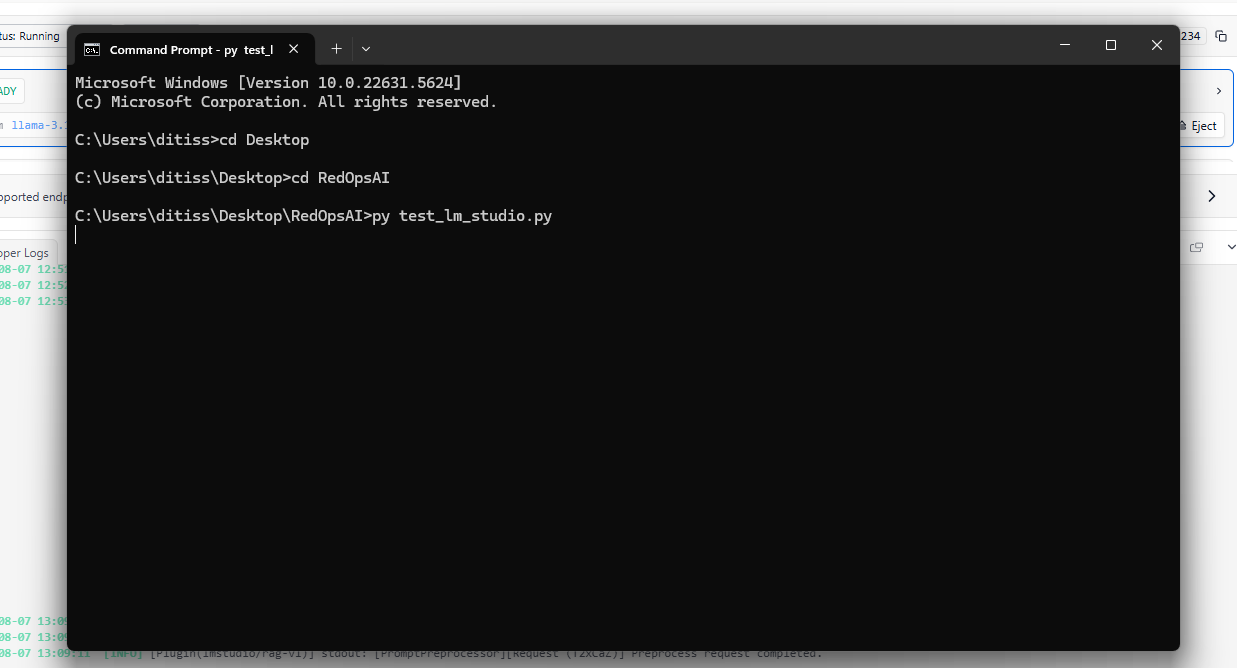 tus: Running
234
Command Prompt - py  test_l
Microsoft Windows [Version 10.0.22631.5624]
(c) Microsoft Corporation. All rights reserved.
ADY
llama-3.
Eject
C:\Users\ditiss>cd Desktop
C:\Users\ditiss\Desktop>cd RedOpsAI
pported endp
C:\Users\ditiss\Desktop\RedOpsAI>py test_lm_studio.py
oper Logs
08-07 12:5
08-07 12:52
08-07 12:53
08-07 13:09
08-07 13:09
08-07 13:09:11 [INFO] [Plugin(lmstudio/rag-v1)] stdout: [PromptPreprocessor][Request (T2xCaZ)] Preprocess request completed.